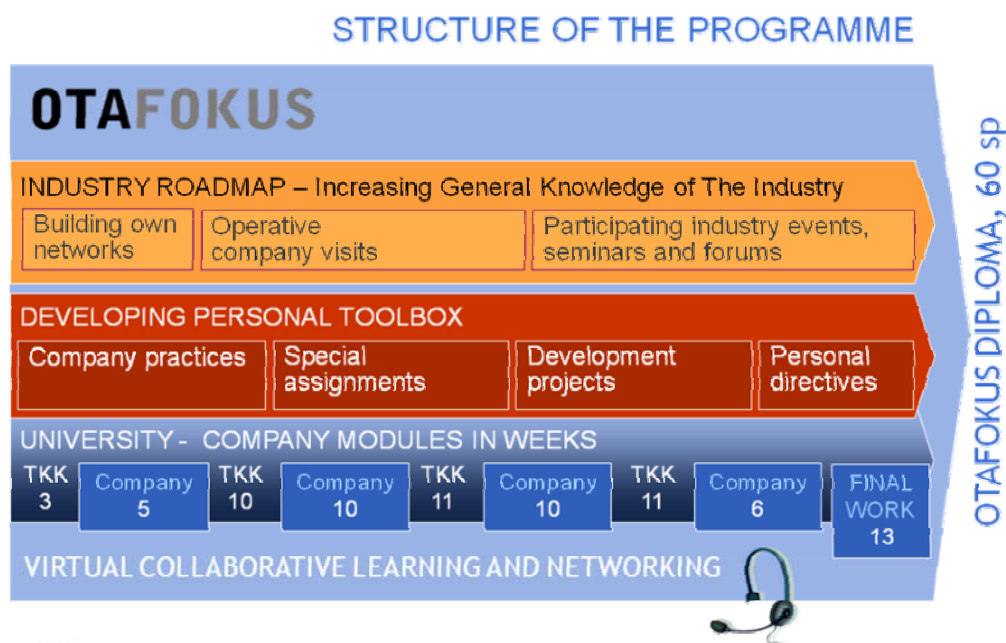 STRUCTURE OF THE PROGRAMME
OTAFOKUS
INDUSTRY ROADMAP – Increasing General Knowledge of The Industry
Building own
networks
Operative
company visits
Participating industry events,
seminars and forums
DEVELOPING PERSONAL TOOLBOX
Company practices
Special
assignments
Development
projects
Personal
directives
UNIVERSITY - COMPANY MODULES IN WEEKS
TKK
3
Company
5
TKK
10
Company
10
TKK
11
Company
10
TKK
11
Company
6
FINAL
WORK
13
VIRTUAL COLLABORATIVE LEARNING AND NETWORKING
OTAFOKUS DIPLOMA, 60 sp